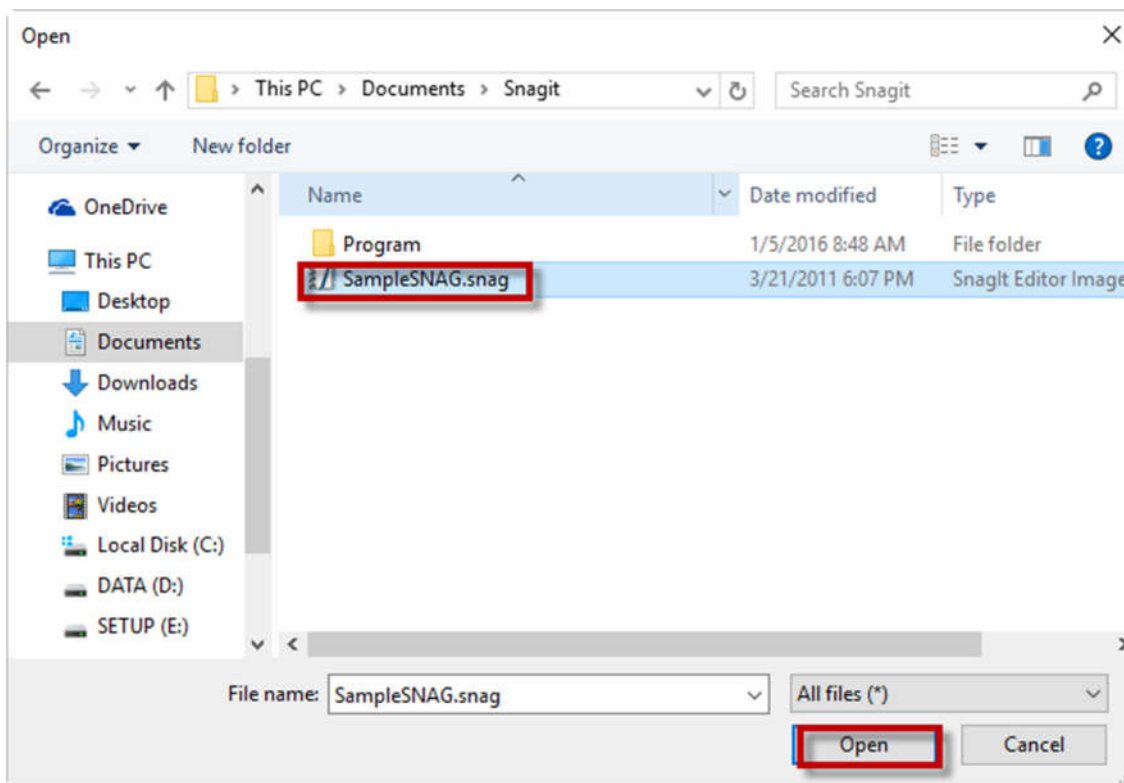 Open
This PC > Documents > Snagit
Search Snagit
Organize
New folder
?
Name
Date modified
Type
OneDrive
This PC
Desktop
Documents
Downloads
Music
Pictures
Videos
Local Disk (C:)
DATA (D:)
SETUP (E:)
Program 1/5/2016 8:48 AM File folder
SampleSNAG.snag 3/21/2011 6:07 PM SnagIt Editor Image
File name: SampleSNAG.snag
All files (*)
Open
Cancel